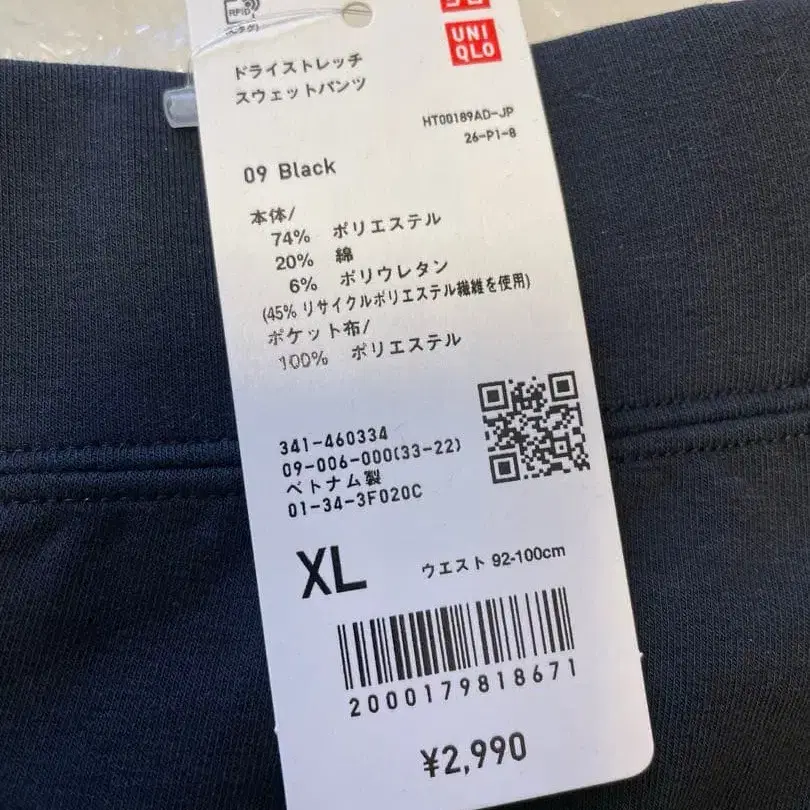 RFID
ユニ
クロ
UNI
QLO
ドライストレッチ
スウェットパンツ
HT00189AD-JP
26-P1-8
09 Black
本体/
74% ポリエステル
20% 綿
6% ポリウレタン
(45% リサイクルポリエステル繊維を使用)
ポケット布/
100% ポリエステル
341-460334
09-006-000(33-22)
ベトナム製
01-34-3F020C
XL ウエスト 92-100cm
2000179818671
¥2,990